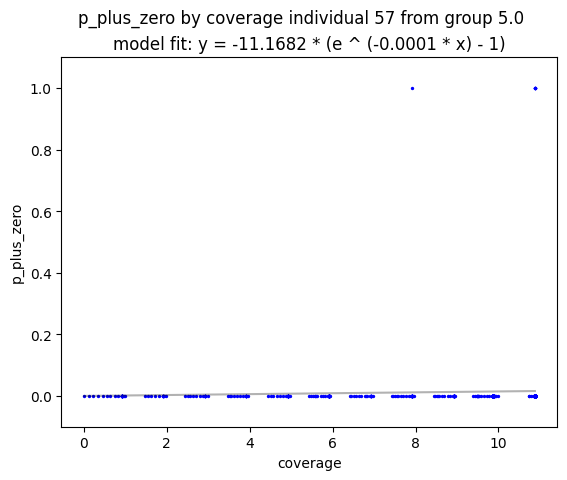 p_plus_zero by coverage individual 57 from group 5.0
model fit: y = -11.1682 * (e ^ (-0.0001 * x) - 1)
1.0
0.8
0.6
0.4
0.2
0.0
p_plus_zero
0 2 4 6 8 10
coverage